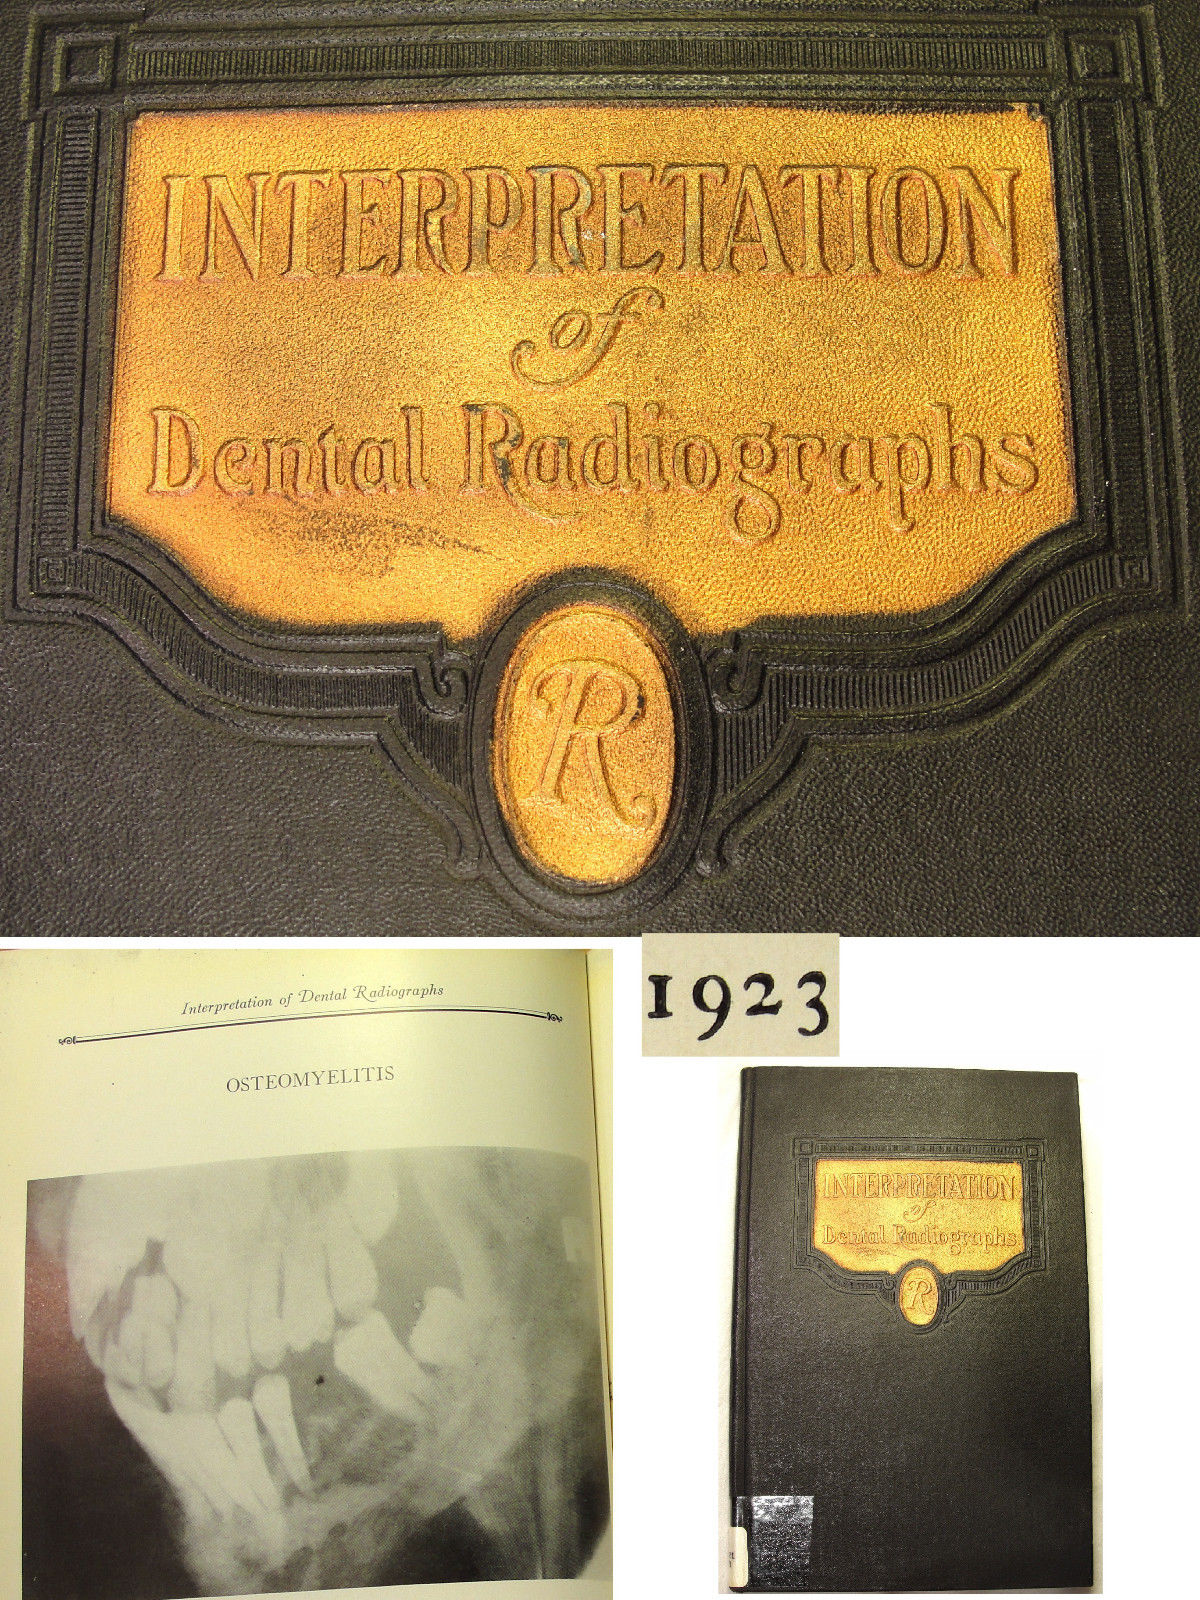 INTERPRETATION
of
Dental Radiographs
R
1923
Interpretation of Dental Radiographs
OSTEOMYELITIS
INTERPRETATION
of
Dental Radiographs
R